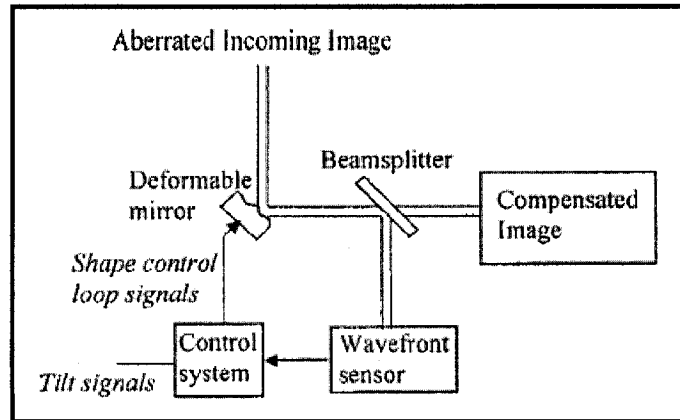 Aberrated Incoming Image
Beamsplitter
Deformable
mirror
Compensated
Image
Shape control
loop signals
Control
system
Wavefront
sensor
Tilt signals